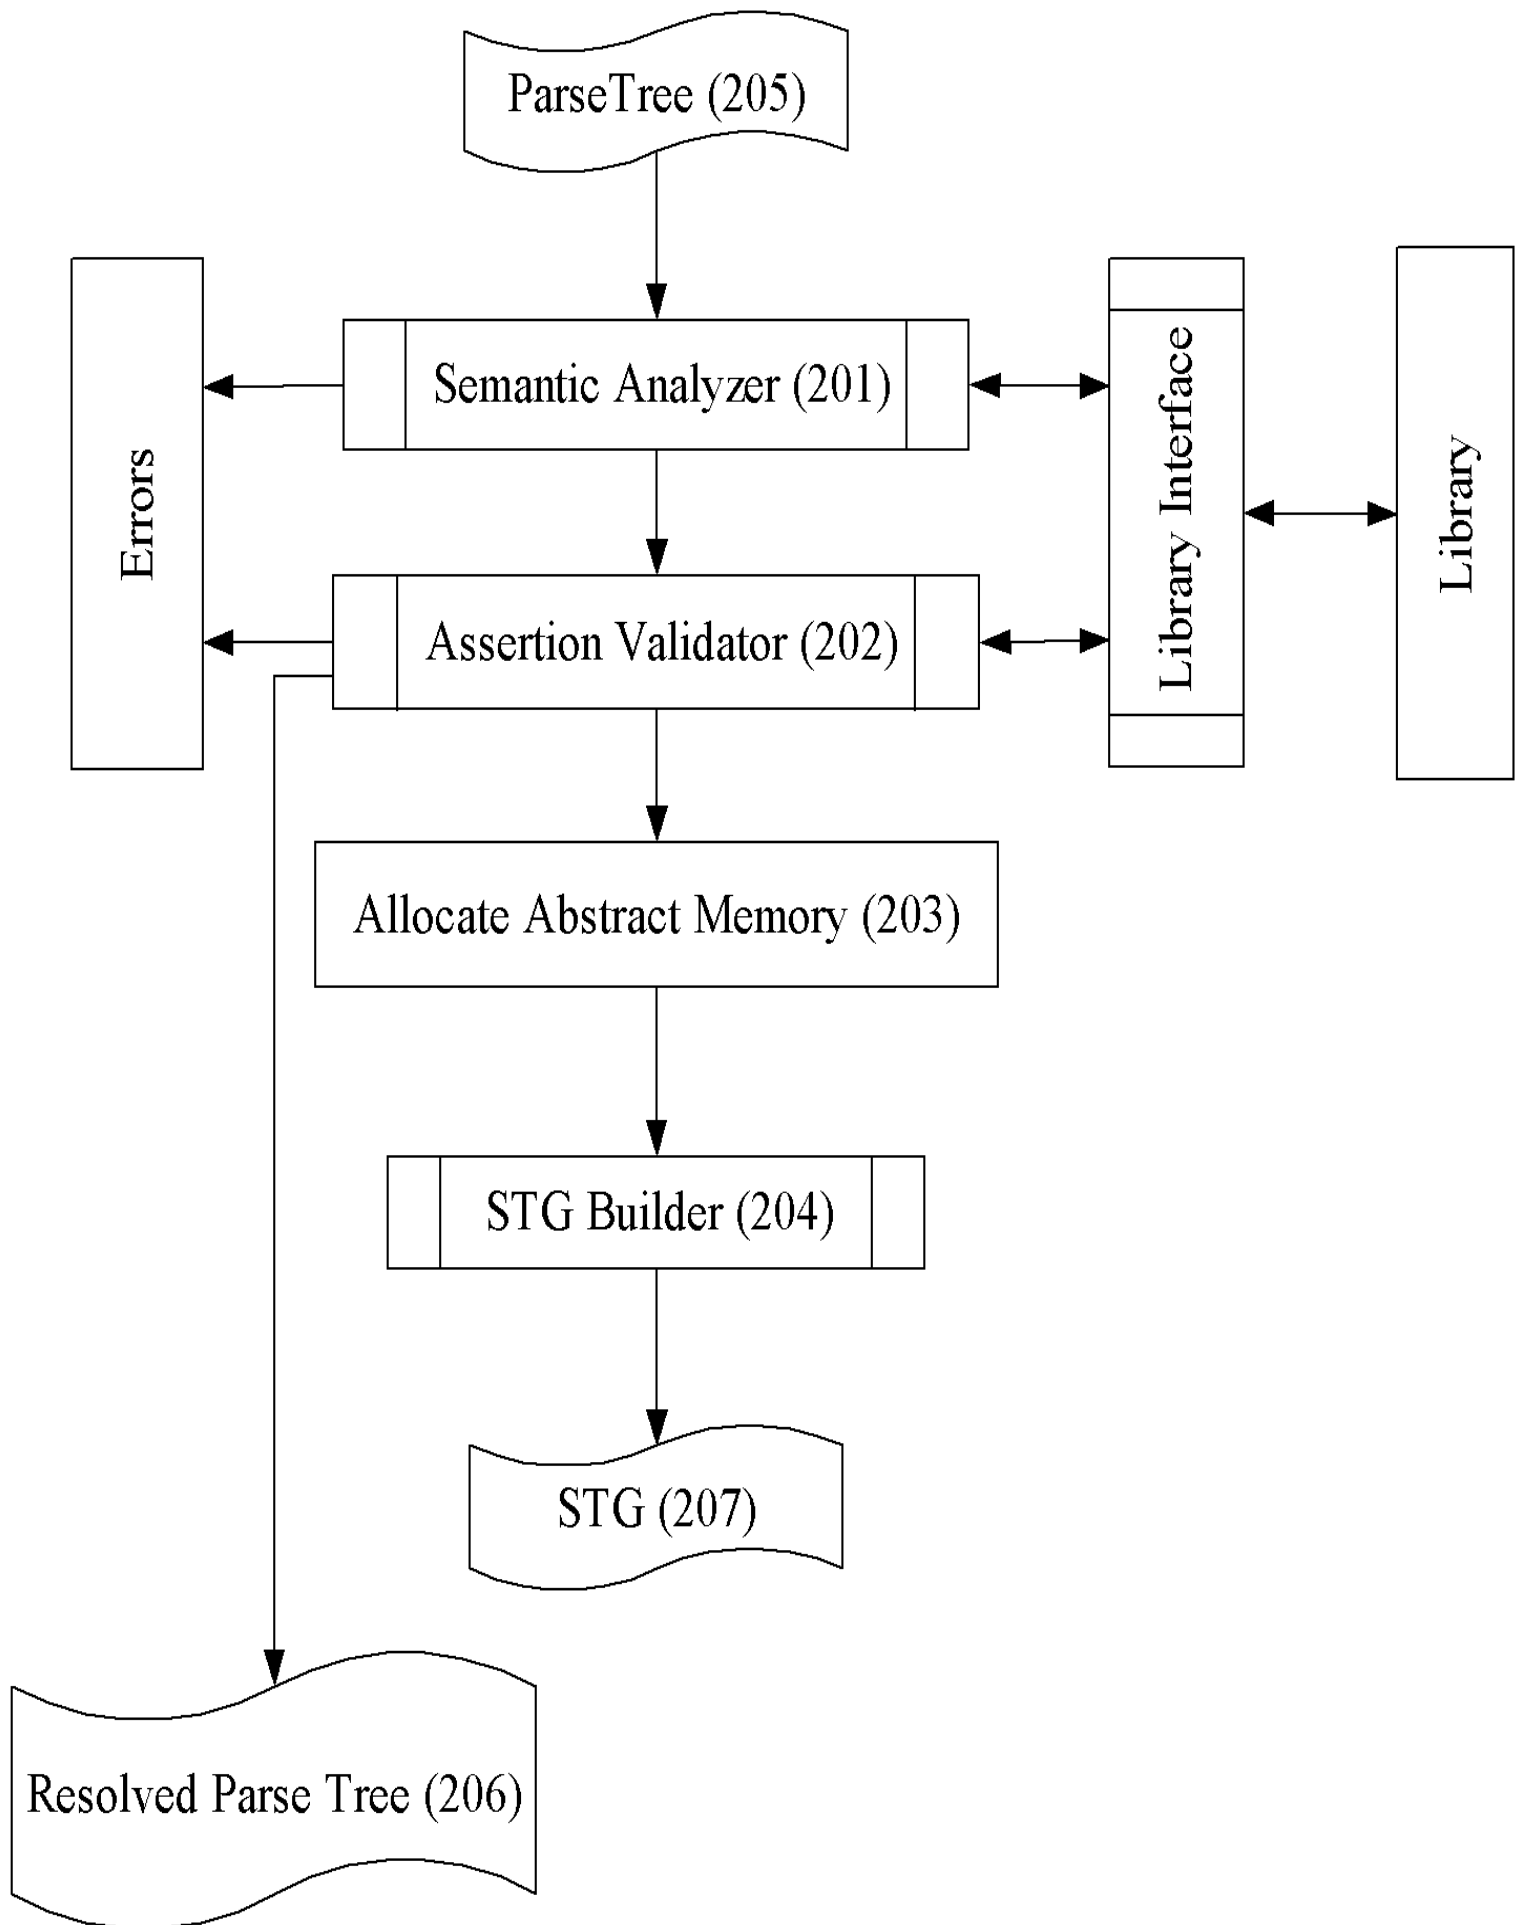 ParseTree (205)
Semantic Analyzer (201)
Errors
Library Interface
Library
Assertion Validator (202)
Allocate Abstract Memory (203)
STG Builder (204)
STG (207)
Resolved Parse Tree (206)